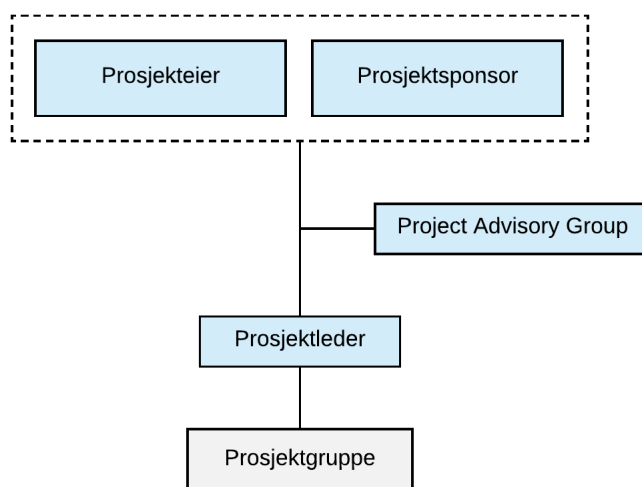 Prosjekteier
Prosjektsponsor
Project Advisory Group
Prosjektleder
Prosjektgruppe